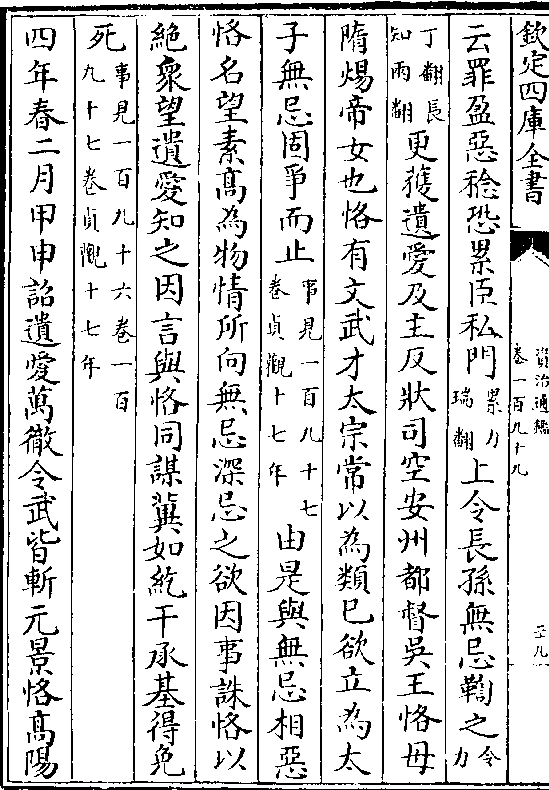 欽定四庫全書
資治通鑑
卷一百九十九
云罪盈惡稔恐累臣私門累力瑞翻上令長孫無忌鞫之令力
丁翻長知雨翻更獲遺愛及主反狀司空安州都督吳王恪母
隋煬帝女也恪有文武才太宗常以為類已欲立為太
子無忌固爭而止事見一百九十七卷貞觀十七年由是與無忌相惡
恪名望素髙為物情所向無忌深忌之欲因事誅恪以
絶衆望遺愛知之因言與恪同謀冀如紇干承基得免
死事見一百九十六卷一百九十七卷貞觀十七年
四年春二月甲申詔遺愛萬徹令武皆斬元景恪髙陽